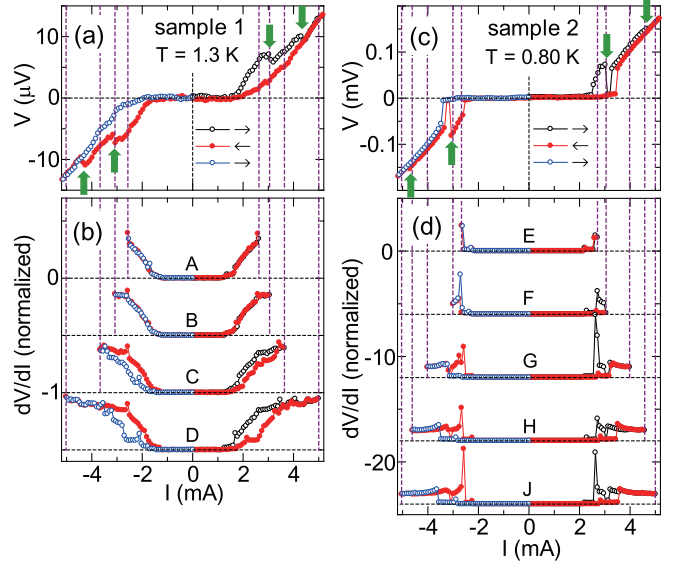 (a)
sample 1
T = 1.3 K
V (μV)
10
0
-10
(b)
A
B
C
D
dV/dI (normalized)
0
-1
-4
-2
0
2
4
I (mA)
(c)
sample 2
T = 0.80 K
V (mV)
0.1
0
-0.1
(d)
E
F
G
H
J
dV/dI (normalized)
0
-10
-20
-4
-2
0
2
4
I (mA)